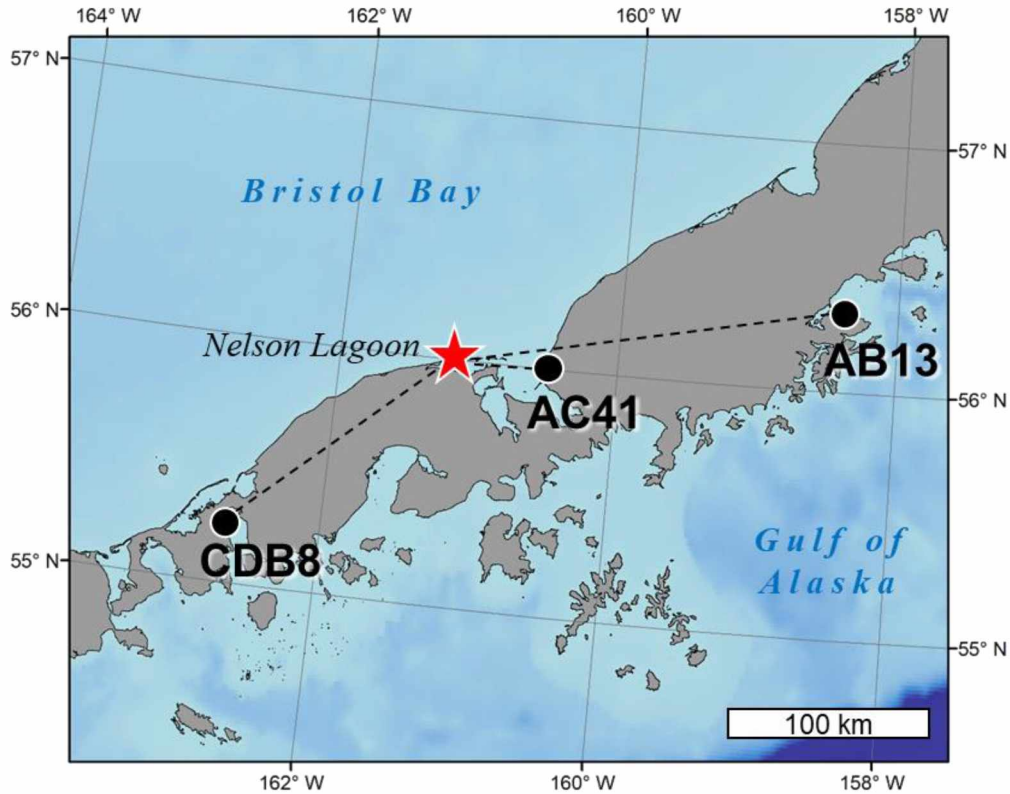 164° W 162° W 160° W 158° W
57° N
57° N
Bristol Bay
56° N
Nelson Lagoon
AB13
AC41
56° N
Gulf of
Alaska
55° N
CDB8
55° N
100 km
162° W 160° W 158° W